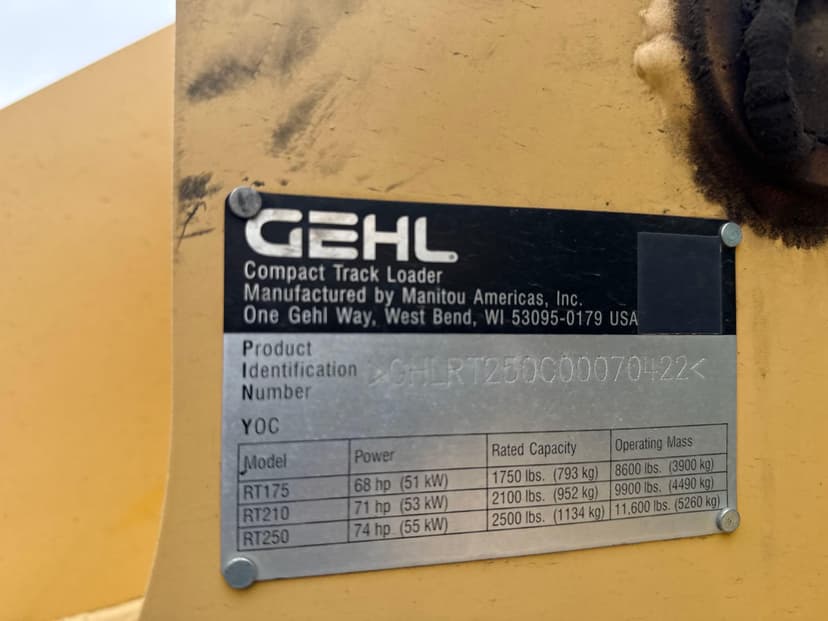 GEHL
Compact Track Loader
Manufactured by Manitou Americas, Inc.
One Gehl Way, West Bend, WI 53095-0179 USA
Product
Identification >GHLRT250C00070422<
Number
YOC
Model Power Rated Capacity Operating Mass
RT175 68 hp (51 kW) 1750 lbs. (793 kg) 8600 lbs. (3900 kg)
RT210 71 hp (53 kW) 2100 lbs. (952 kg) 9900 lbs. (4490 kg)
RT250 74 hp (55 kW) 2500 lbs. (1134 kg) 11,600 lbs. (5260 kg)